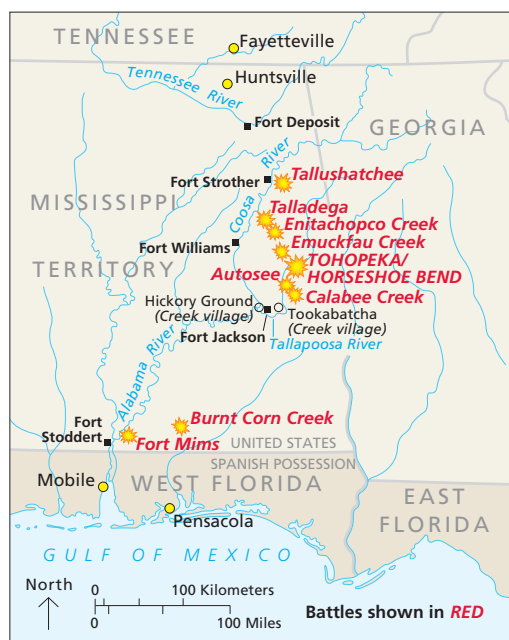 TENNESSEE
Fayetteville
Huntsville
Tennessee River
Fort Deposit
GEORGIA
Fort Strother
Tallushatchee
MISSISSIPPI
Coosa River
Talladega
Enitachopco Creek
Emuckfau Creek
Fort Williams
TERRITORY
Autosee
TOHOPEKA/
HORSESHOE BEND
Calabee Creek
Hickory Ground
(Creek village)
Tookabatcha
(Creek village)
Fort Jackson
Tallapoosa River
Alabama River
Burnt Corn Creek
Fort
Stoddert
Fort Mims
UNITED STATES
SPANISH POSSESSION
Mobile
WEST FLORIDA
EAST
FLORIDA
Pensacola
GULF OF MEXICO
North
0 100 Kilometers
0 100 Miles
Battles shown in RED